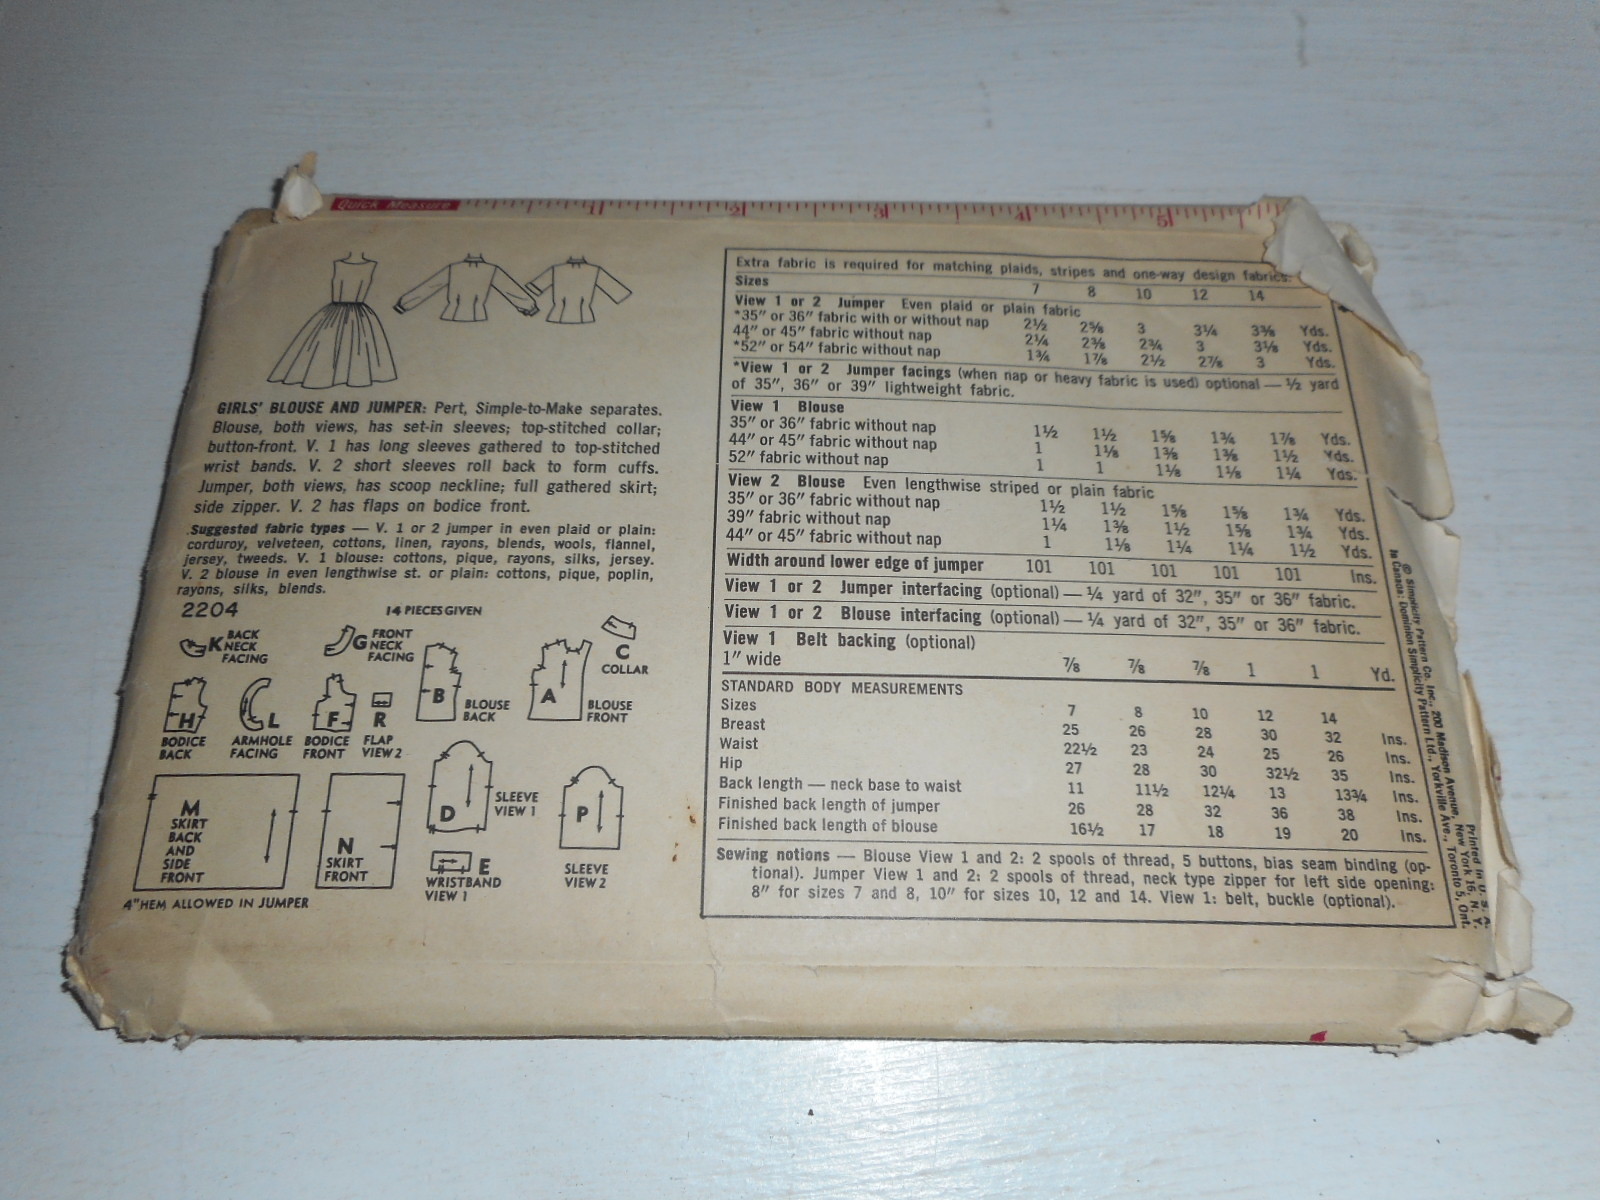 Quick Measure 1 2 3 4 5
GIRLS' BLOUSE AND JUMPER: Pert, Simple-to-Make separates.
Blouse, both views, has set-in sleeves; top-stitched collar;
button-front. V. 1 has long sleeves gathered to top-stitched
wrist bands. V. 2 short sleeves roll back to form cuffs.
Jumper, both views, has scoop neckline; full gathered skirt;
side zipper. V. 2 has flaps on bodice front.
Suggested fabric types — V. 1 or 2 jumper in even plaid or plain:
corduroy, velveteen, cottons, linen, rayons, blends, wools, flannel,
jersey, tweeds. V. 1 blouse: cottons, pique, rayons, silks, jersey.
V. 2 blouse in even lengthwise st. or plain: cottons, pique, poplin,
rayons, silks, blends.
2204 14 PIECES GIVEN
K BACK
NECK
FACING
G FRONT
NECK
FACING
B BLOUSE
BACK
A BLOUSE
FRONT
C
COLLAR
H
BODICE
BACK
L
ARMHOLE
FACING
F
BODICE
FRONT
R
FLAP
VIEW 2
M
SKIRT
BACK
AND
SIDE
FRONT
N
SKIRT
FRONT
D SLEEVE
VIEW 1
E
WRISTBAND
VIEW 1
P
SLEEVE
VIEW 2
4" HEM ALLOWED IN JUMPER
Extra fabric is required for matching plaids, stripes and one-way design fabrics.
Sizes 7 8 10 12 14
View 1 or 2 Jumper Even plaid or plain fabric
*35" or 36" fabric with or without nap 2½ 2⅝ 3 3¼ 3⅜ Yds.
44" or 45" fabric without nap 2¼ 2⅜ 2¾ 3 3⅛ Yds.
*52" or 54" fabric without nap 1¾ 1⅞ 2½ 2⅞ 3 Yds.
*View 1 or 2 Jumper facings (when nap or heavy fabric is used) optional — ½ yard
of 35", 36" or 39" lightweight fabric.
View 1 Blouse
35" or 36" fabric without nap 1½ 1½ 1⅝ 1¾ 1⅞ Yds.
44" or 45" fabric without nap 1 1⅛ 1⅜ 1⅜ 1½ Yds.
52" fabric without nap 1 1 1⅛ 1⅛ 1¼ Yds.
View 2 Blouse Even lengthwise striped or plain fabric
35" or 36" fabric without nap 1½ 1½ 1⅝ 1⅝ 1¾ Yds.
39" fabric without nap 1¼ 1⅜ 1½ 1⅝ 1¾ Yds.
44" or 45" fabric without nap 1 1⅛ 1¼ 1¼ 1½ Yds.
Width around lower edge of jumper 101 101 101 101 101 Ins.
View 1 or 2 Jumper interfacing (optional) — ¼ yard of 32", 35" or 36" fabric.
View 1 or 2 Blouse interfacing (optional) — ¼ yard of 32", 35" or 36" fabric.
View 1 Belt backing (optional)
1" wide ⅞ ⅞ ⅞ 1 1 Yd.
STANDARD BODY MEASUREMENTS
Sizes 7 8 10 12 14
Breast 25 26 28 30 32 Ins.
Waist 22½ 23 24 25 26 Ins.
Hip 27 28 30 32½ 35 Ins.
Back length — neck base to waist 11 11½ 12¼ 13 13¾ Ins.
Finished back length of jumper 26 28 32 36 38 Ins.
Finished back length of blouse 16½ 17 18 19 20 Ins.
Sewing notions — Blouse View 1 and 2: 2 spools of thread, 5 buttons, bias seam binding (op-
tional). Jumper View 1 and 2: 2 spools of thread, neck type zipper for left side opening:
8" for sizes 7 and 8, 10" for sizes 10, 12 and 14. View 1: belt, buckle (optional).
© Simplicity Pattern Co. Inc., 200 Madison Avenue, New York 16, N. Y.
In Canada: Dominion Simplicity Pattern Ltd., Yorkville Ave., Toronto 5, Ont.
Printed in U. S. A.